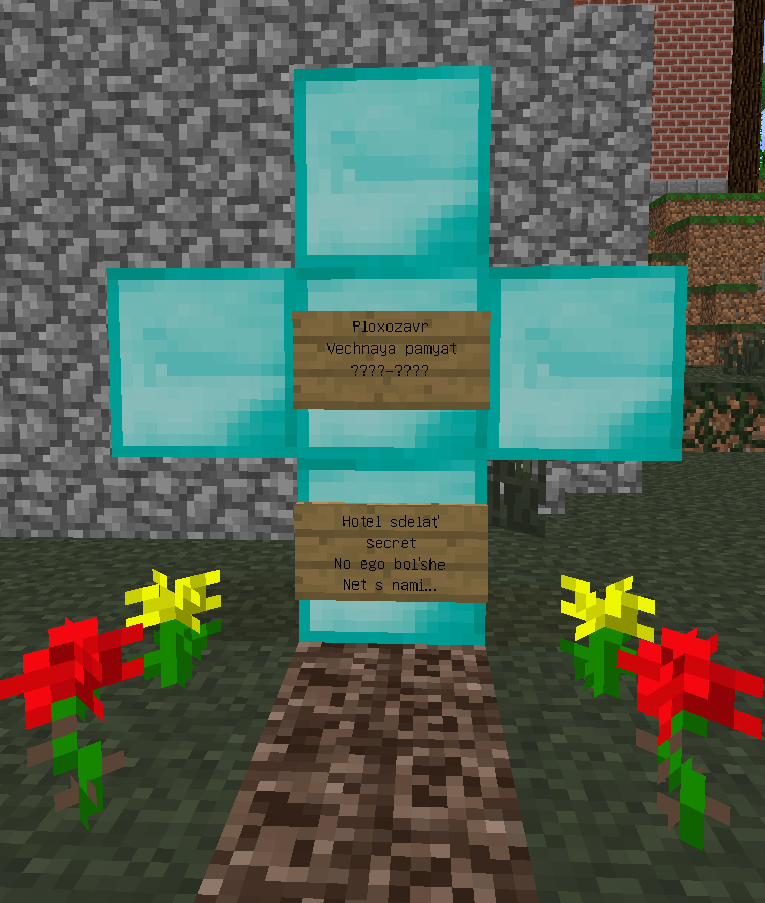 Ploxozavr
Vechnaya pamyat
????-????
Hotel sdelat'
secret
No ego bol'she
Net s nami...